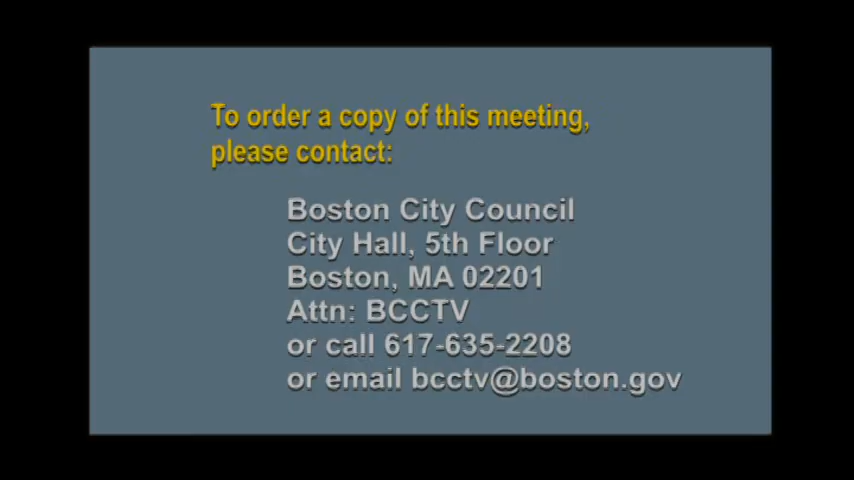 To order a copy of this meeting,
please contact:
Boston City Council
City Hall, 5th Floor
Boston, MA 02201
Attn: BCCTV
or call 617-635-2208
or email bcctv@boston.gov